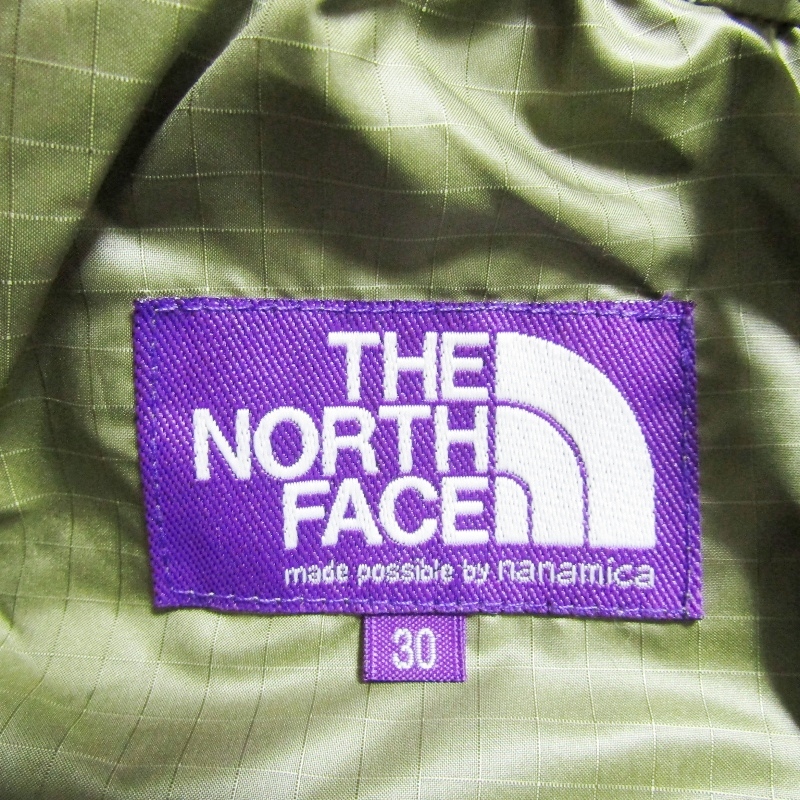 THE
NORTH
FACE
made possible by nanamica
30